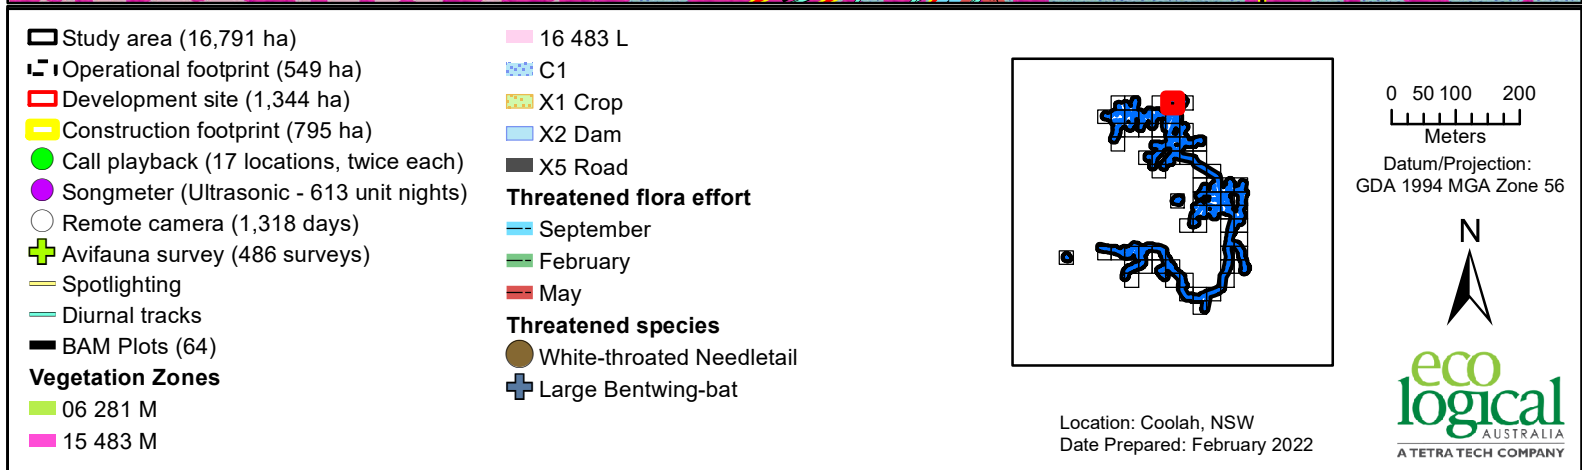 Study area (16,791 ha)
Operational footprint (549 ha)
Development site (1,344 ha)
Construction footprint (795 ha)
Call playback (17 locations, twice each)
Songmeter (Ultrasonic - 613 unit nights)
Remote camera (1,318 days)
Avifauna survey (486 surveys)
Spotlighting
Diurnal tracks
BAM Plots (64)
Vegetation Zones
06 281 M
15 483 M
16 483 L
C1
X1 Crop
X2 Dam
X5 Road
Threatened flora effort
September
February
May
Threatened species
White-throated Needletail
Large Bentwing-bat
Location: Coolah, NSW
Date Prepared: February 2022
0 50 100 200
Meters
Datum/Projection:
GDA 1994 MGA Zone 56
N
eco
logical
AUSTRALIA
A TETRA TECH COMPANY